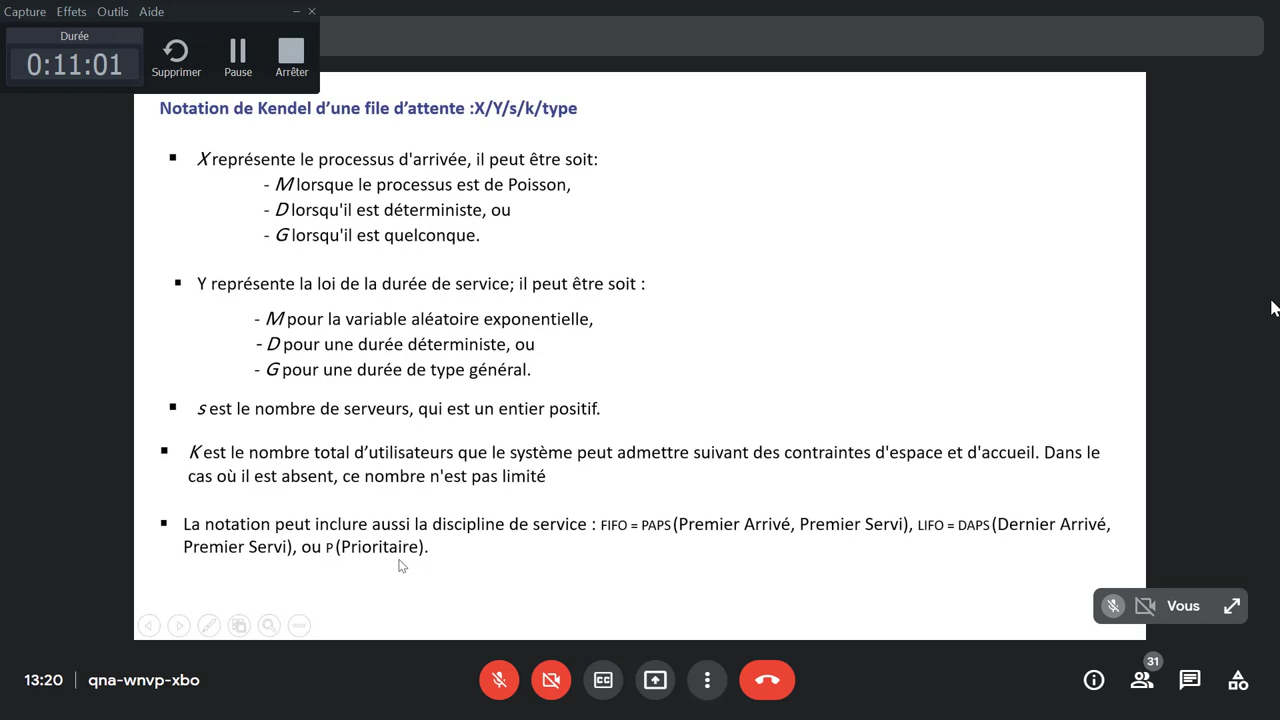 Capture Effets Outils Aide
Durée
0:11:01
Supprimer Pause Arrêter
Notation de Kendel d’une file d’attente :X/Y/s/k/type
▪ X représente le processus d'arrivée, il peut être soit:
- M lorsque le processus est de Poisson,
- D lorsqu'il est déterministe, ou
- G lorsqu'il est quelconque.
▪ Y représente la loi de la durée de service; il peut être soit :
- M pour la variable aléatoire exponentielle,
- D pour une durée déterministe, ou
- G pour une durée de type général.
▪ s est le nombre de serveurs, qui est un entier positif.
▪ K est le nombre total d’utilisateurs que le système peut admettre suivant des contraintes d'espace et d'accueil. Dans le
cas où il est absent, ce nombre n'est pas limité
▪ La notation peut inclure aussi la discipline de service : FIFO = PAPS (Premier Arrivé, Premier Servi), LIFO = DAPS (Dernier Arrivé,
Premier Servi), ou P (Prioritaire).
Vous
13:20 qna-wnvp-xbo
31